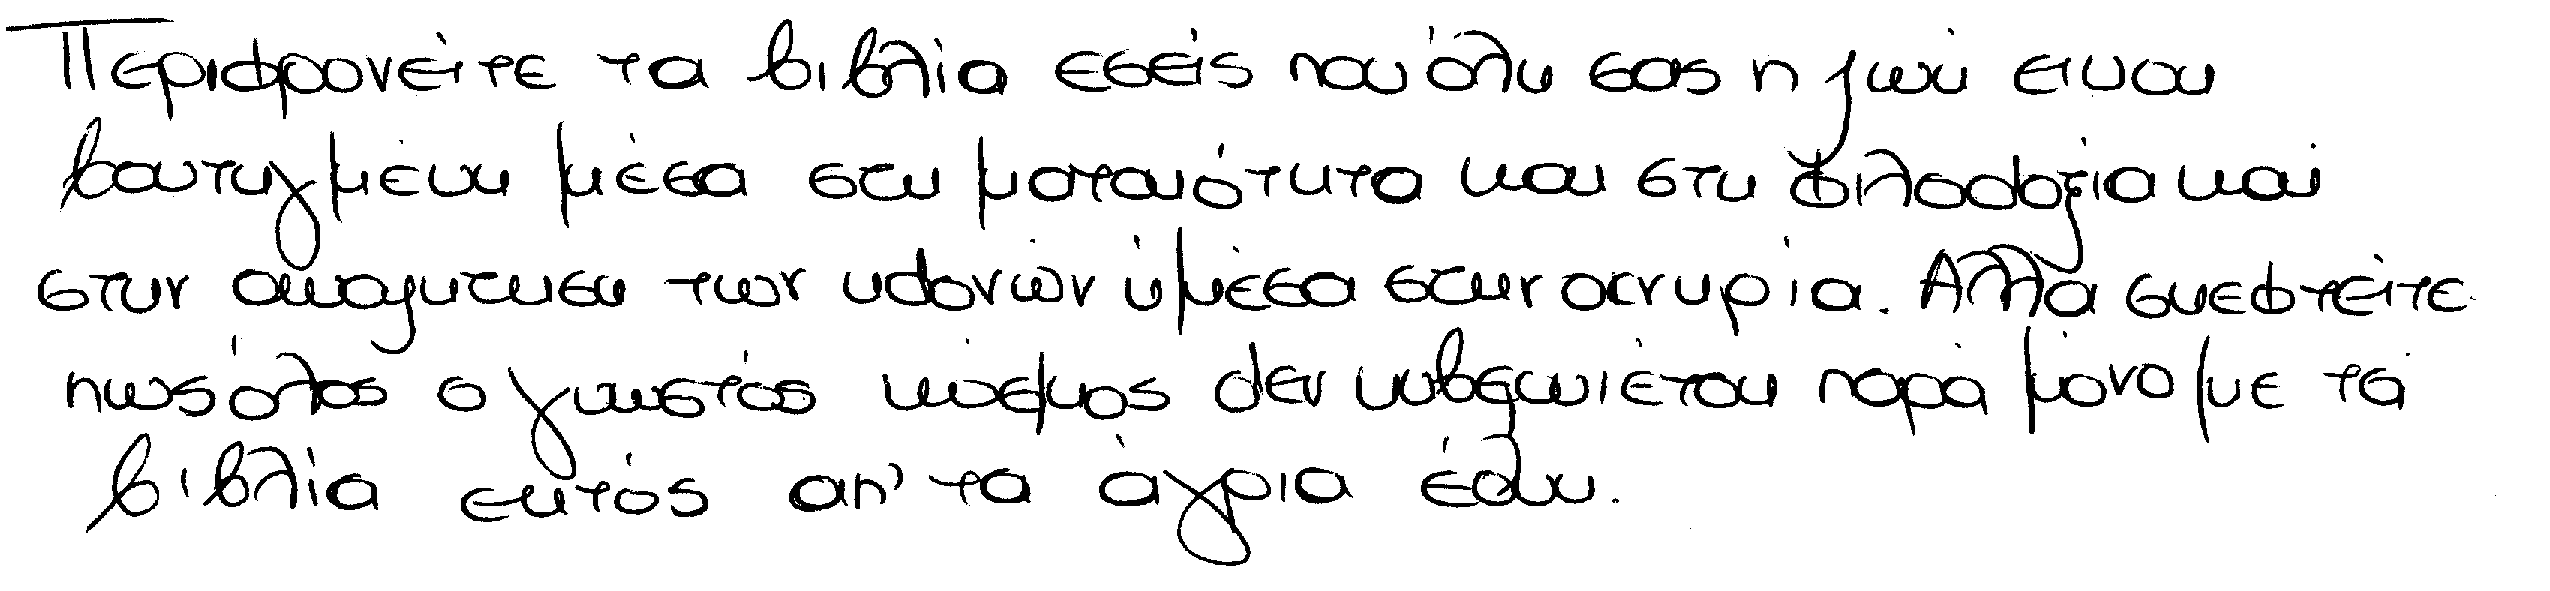 Περιφρονείτε τα βιβλία εσείς που όλη σας η ζωή είναι
βουτηγμένη μέσα στη ματαιότητα και στη φιλοδοξία και
στην αναζήτηση των ηδονών ή μέσα στην οκνηρία. Αλλά σκεφτείτε
πως όλος ο γνωστός κόσμος δεν κυβερνιέται παρά μόνο με τα
βιβλία εκτός απ' τα άγρια έθνη.